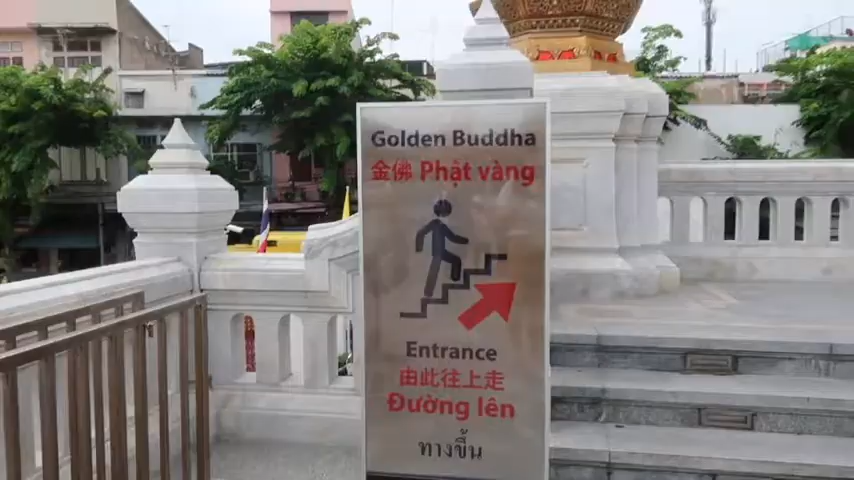 Golden Buddha
金佛 Phật vàng
Entrance
由此往上走
Đường lên
ทางขึ้น